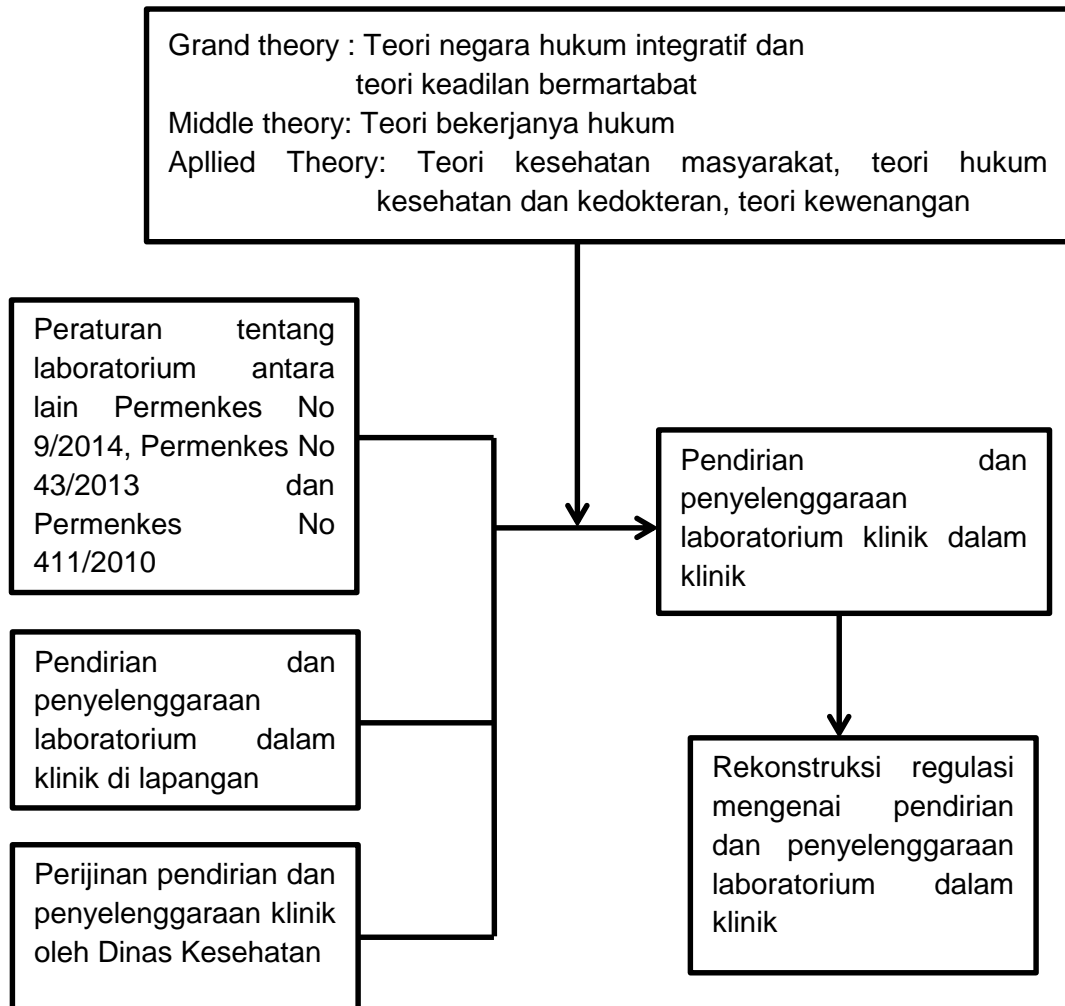 Grand theory : Teori negara hukum integratif dan
teori keadilan bermartabat
Middle theory: Teori bekerjanya hukum
Apllied Theory: Teori kesehatan masyarakat, teori hukum
kesehatan dan kedokteran, teori kewenangan
Peraturan tentang
laboratorium antara
lain Permenkes No
9/2014, Permenkes No
43/2013 dan
Permenkes No
411/2010
Pendirian dan
penyelenggaraan
laboratorium dalam
klinik di lapangan
Perijinan pendirian dan
penyelenggaraan klinik
oleh Dinas Kesehatan
Pendirian dan
penyelenggaraan
laboratorium klinik dalam
klinik
Rekonstruksi regulasi
mengenai pendirian
dan penyelenggaraan
laboratorium dalam
klinik